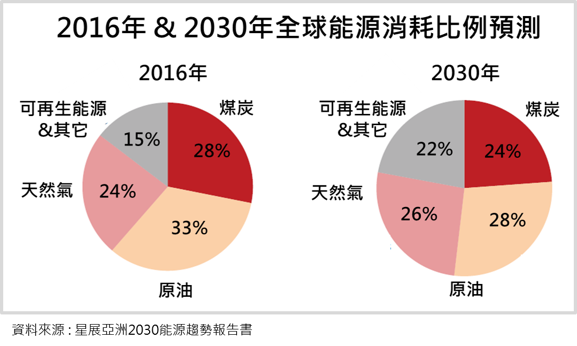 2016年 & 2030年全球能源消耗比例預測
2016年
可再生能源
&其它
煤炭
15%
28%
天然氣
24%
33%
原油
2030年
可再生能源
&其它
煤炭
22%
24%
天然氣
26%
28%
原油
資料來源：星展亞洲2030能源趨勢報告書